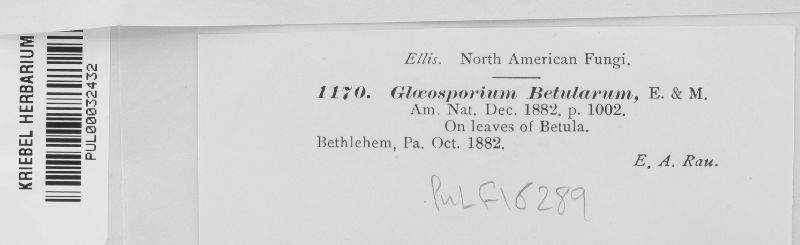 KRIEBEL HERBARIUM
PUL00032432
Ellis. North American Fungi.
1170. Glœosporium Betularum, E. & M.
Am. Nat. Dec. 1882. p. 1002.
On leaves of Betula.
Bethlehem, Pa. Oct. 1882.
E. A. Rau.
PULF16289